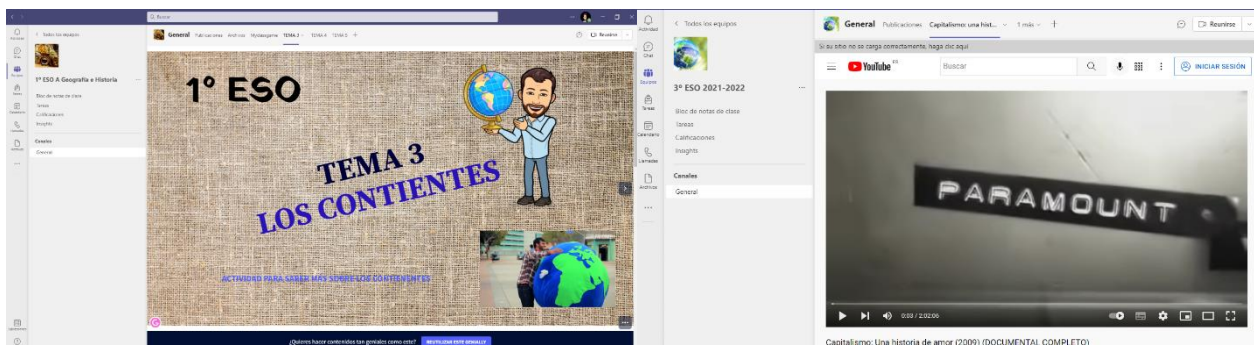 Buscar
Todos los equipos
General Publicaciones Archivos Hyldesgame TEMA 3 TEMA 4 TEMA 5
Reunirse
1º ESO A Geografía e Historia
Bloc de notas de clase
Tareas
Calificaciones
Insights
Canales
General
1º ESO
TEMA 3
LOS CONTIENTES
ACTIVIDAD PARA SABER MÁS SOBRE LOS CONTIENENTES
¿Quieres hacer contenidos tan geniales como este? REUTILIZAR ESTE GENIALLY
Actividad
Chat
Equipos
Tareas
Calendario
Llamadas
Archivos
Todos los equipos
3º ESO 2021-2022
Bloc de notas de clase
Tareas
Calificaciones
Insights
Canales
General
General Publicaciones Capitalismo: una hist... 1 más
Reunirse
Si su sitio no se carga correctamente, haga clic aquí
YouTube ES
Buscar
INICIAR SESIÓN
PARAMOUNT
0:03 / 2:02:06
Capitalismo: Una historia de amor (2009) (DOCUMENTAL COMPLETO)